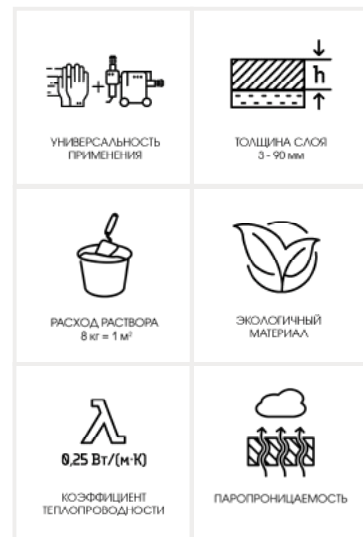 h
УНИВЕРСАЛЬНОСТЬ
ПРИМЕНЕНИЯ
ТОЛЩИНА СЛОЯ
3 - 90 мм
РАСХОД РАСТВОРА
8 кг = 1 м²
ЭКОЛОГИЧНЫЙ
МАТЕРИАЛ
λ
0,25 Вт/(м·К)
КОЭФФИЦИЕНТ
ТЕПЛОПРОВОДНОСТИ
ПАРОПРОНИЦАЕМОСТЬ